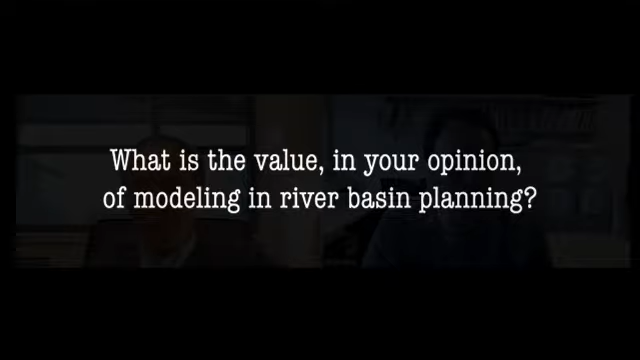 What is the value, in your opinion,
of modeling in river basin planning?